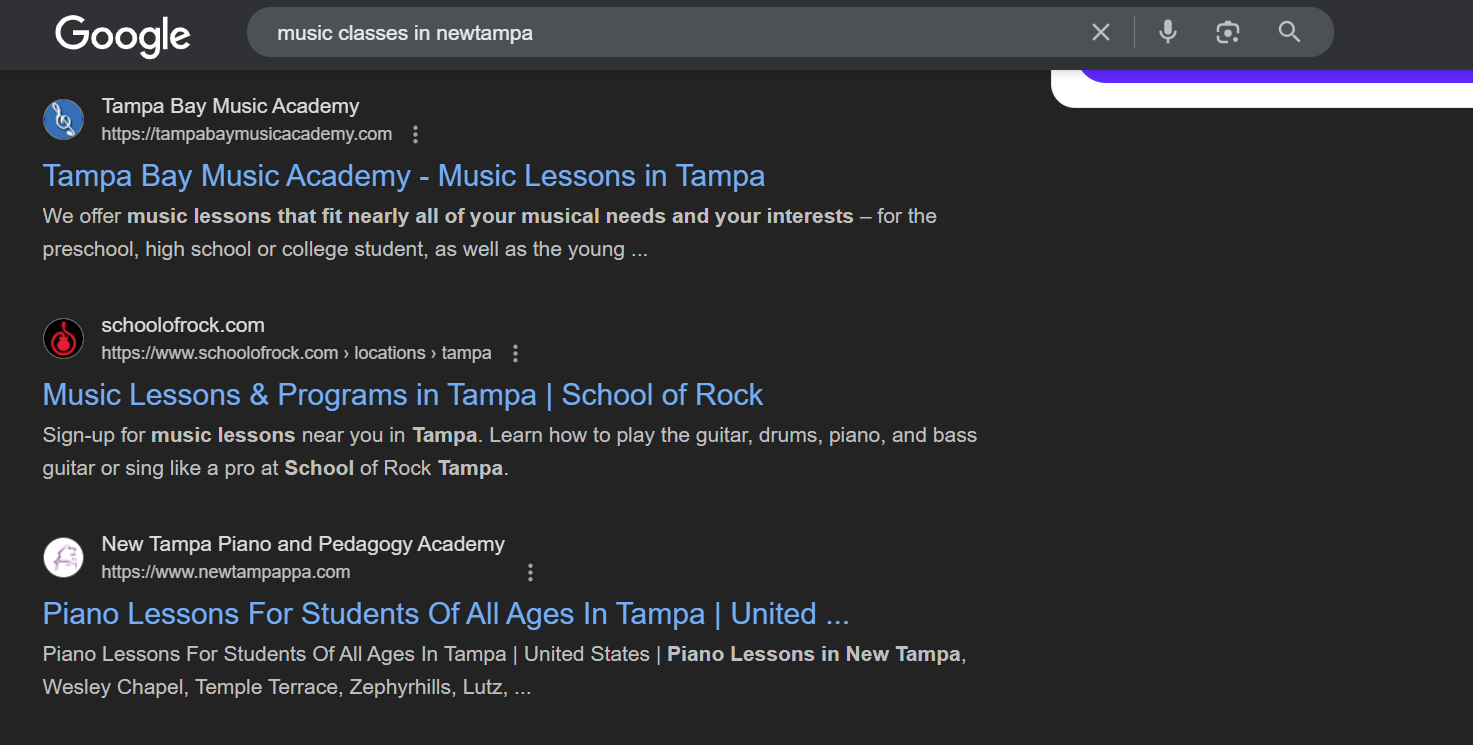 Google
music classes in newtampa
Tampa Bay Music Academy
https://tampabaymusicacademy.com
Tampa Bay Music Academy - Music Lessons in Tampa
We offer music lessons that fit nearly all of your musical needs and your interests – for the
preschool, high school or college student, as well as the young ...
schoolofrock.com
https://www.schoolofrock.com › locations › tampa
Music Lessons & Programs in Tampa | School of Rock
Sign-up for music lessons near you in Tampa. Learn how to play the guitar, drums, piano, and bass
guitar or sing like a pro at School of Rock Tampa.
New Tampa Piano and Pedagogy Academy
https://www.newtampappa.com
Piano Lessons For Students Of All Ages In Tampa | United ...
Piano Lessons For Students Of All Ages In Tampa | United States | Piano Lessons in New Tampa,
Wesley Chapel, Temple Terrace, Zephyrhills, Lutz, ...